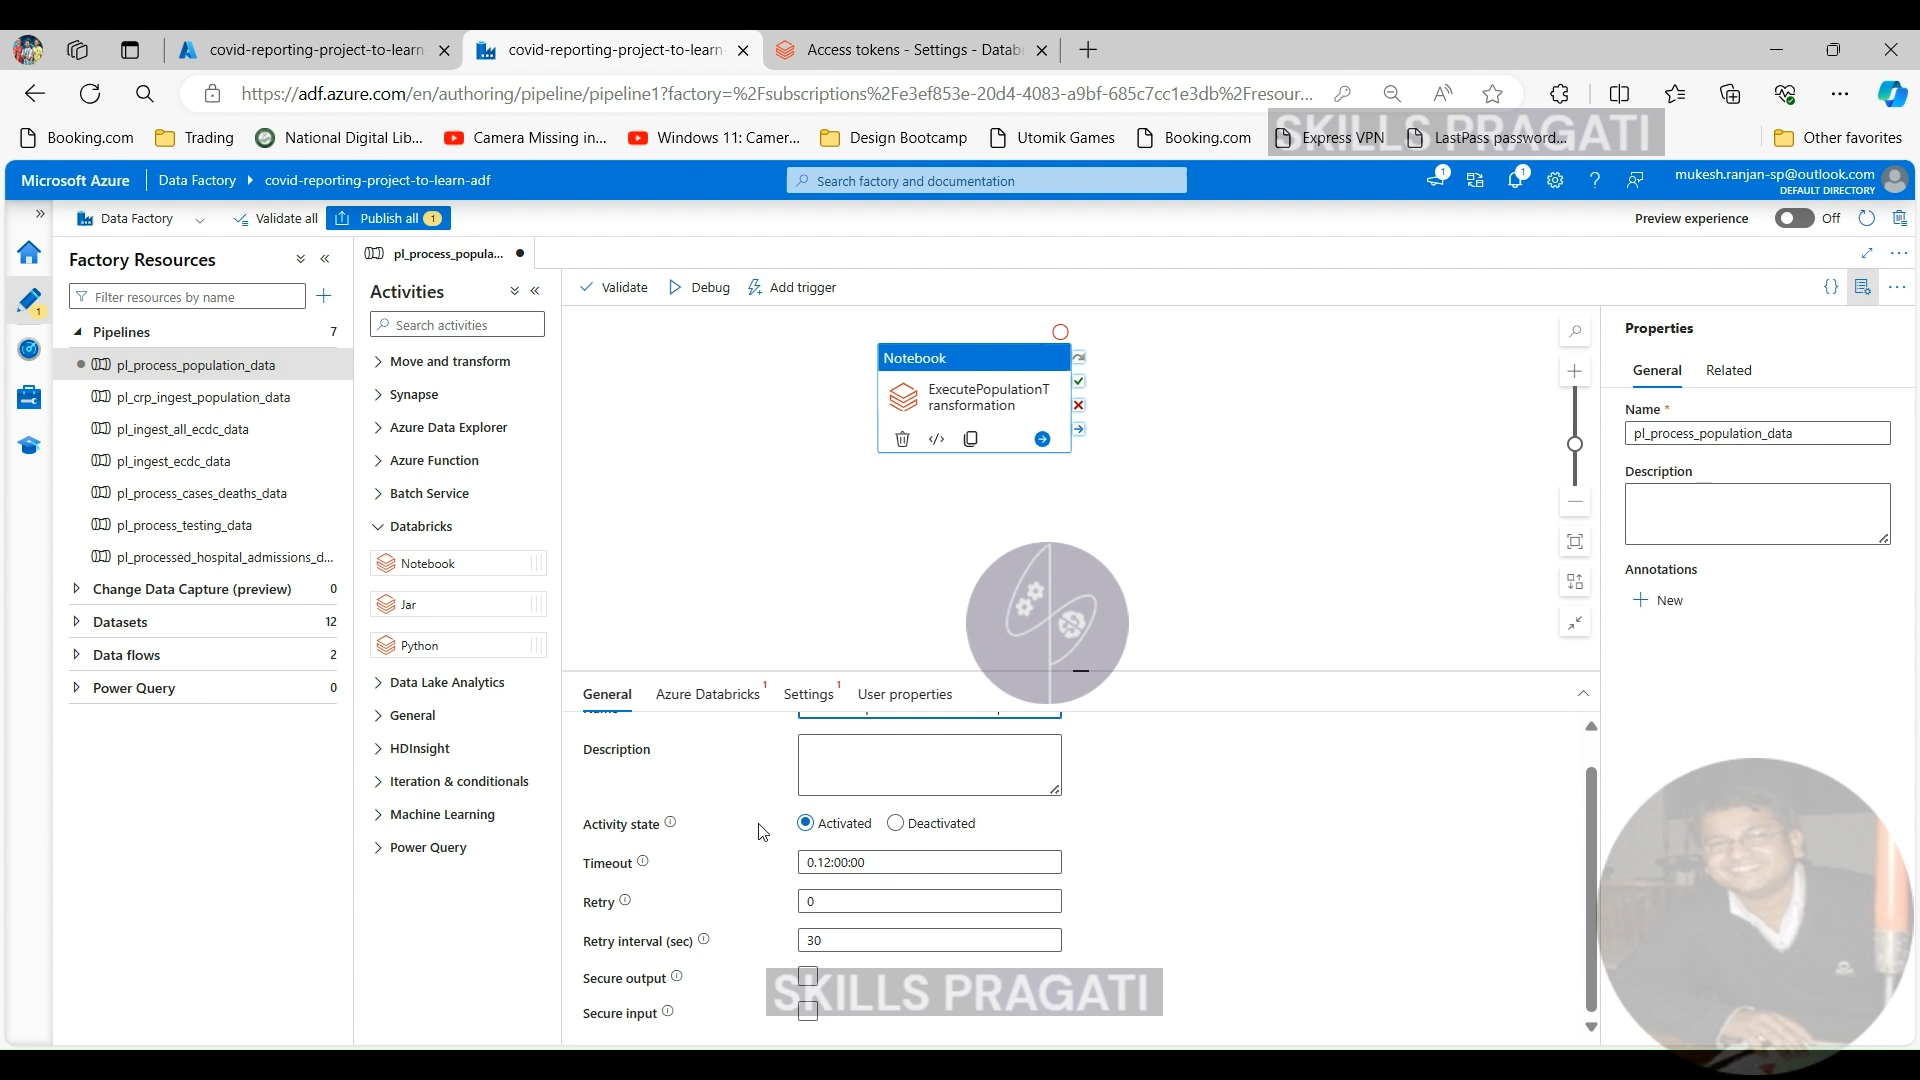 covid-reporting-project-to-learn-
covid-reporting-project-to-learn-
Access tokens - Settings - Datab
https://adf.azure.com/en/authoring/pipeline/pipeline1?factory=%2Fsubscriptions%2Fe3ef853e-20d4-4083-a9bf-685c7cc1e3db%2Fresour...
Booking.com
Trading
National Digital Lib...
Camera Missing in...
Windows 11: Camer...
Design Bootcamp
Utomik Games
Booking.com
Express VPN
LastPass password...
Other favorites
SKILLS PRAGATI
Microsoft Azure
Data Factory
covid-reporting-project-to-learn-adf
Search factory and documentation
1
1
mukesh.ranjan-sp@outlook.com
DEFAULT DIRECTORY
Data Factory
Validate all
Publish all 1
Preview experience
Off
Factory Resources
Filter resources by name
Pipelines 7
pl_process_population_data
pl_crp_ingest_population_data
pl_ingest_all_ecdc_data
pl_ingest_ecdc_data
pl_process_cases_deaths_data
pl_process_testing_data
pl_processed_hospital_admissions_d...
Change Data Capture (preview) 0
Datasets 12
Data flows 2
Power Query 0
1
pl_process_popula...
Activities
Search activities
Move and transform
Synapse
Azure Data Explorer
Azure Function
Batch Service
Databricks
Notebook
Jar
Python
Data Lake Analytics
General
HDInsight
Iteration & conditionals
Machine Learning
Power Query
Validate
Debug
Add trigger
Notebook
ExecutePopulationT
ransformation
General
Azure Databricks 1
Settings 1
User properties
Description
Activity state
Activated
Deactivated
Timeout
0.12:00:00
Retry
0
Retry interval (sec)
30
Secure output
Secure input
SKILLS PRAGATI
Properties
General
Related
Name *
pl_process_population_data
Description
Annotations
New